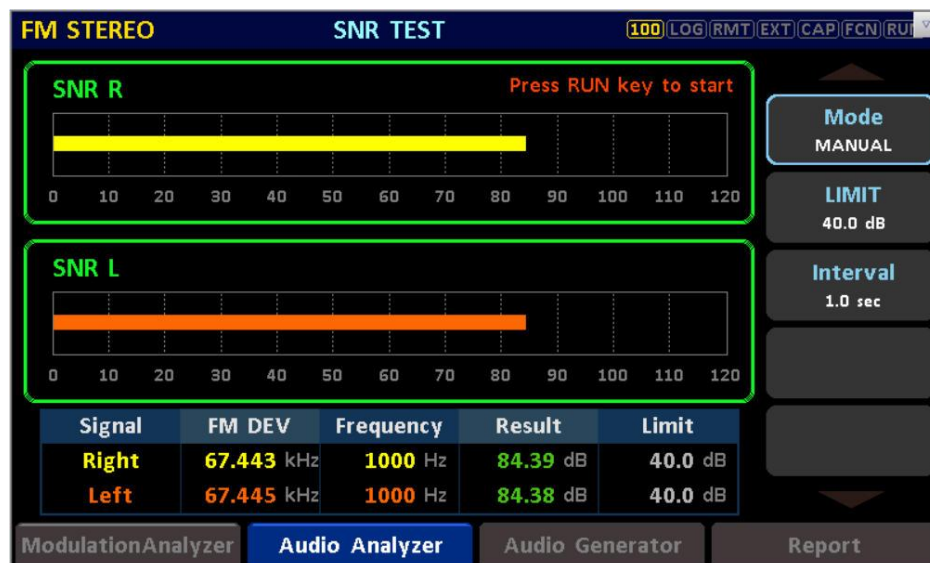 FM STEREO SNR TEST 100 LOG RMT EXT CAP FCN
SNR R Press RUN key to start
0 10 20 30 40 50 60 70 80 90 100 110 120
SNR L
0 10 20 30 40 50 60 70 80 90 100 110 120
Signal FM DEV Frequency Result Limit
Right 67.443 kHz 1000 Hz 84.39 dB 40.0 dB
Left 67.445 kHz 1000 Hz 84.38 dB 40.0 dB
Mode
MANUAL
LIMIT
40.0 dB
Interval
1.0 sec
ModulationAnalyzer Audio Analyzer Audio Generator Report